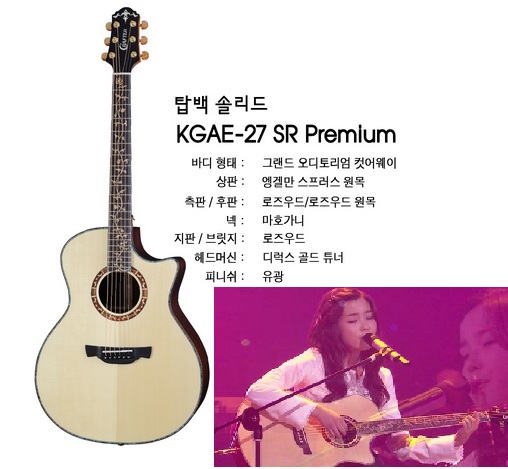 CRAFTER
탑백 솔리드
KGAE-27 SR Premium
바디 형태 : 그랜드 오디토리엄 컷어웨이
상판 : 엥겔만 스프러스 원목
측판 / 후판 : 로즈우드/로즈우드 원목
넥 : 마호가니
지판 / 브릿지 : 로즈우드
헤드머신 : 디럭스 골드 튜너
피니쉬 : 유광
Live